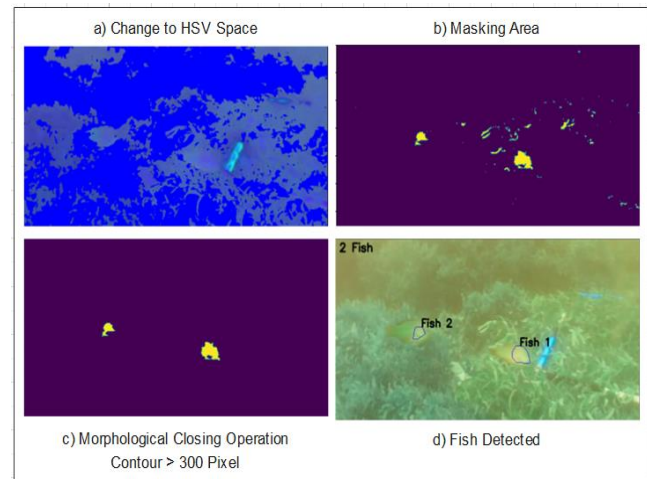 a) Change to HSV Space
b) Masking Area
2 Fish
Fish 2
Fish 1
c) Morphological Closing Operation
Contour > 300 Pixel
d) Fish Detected